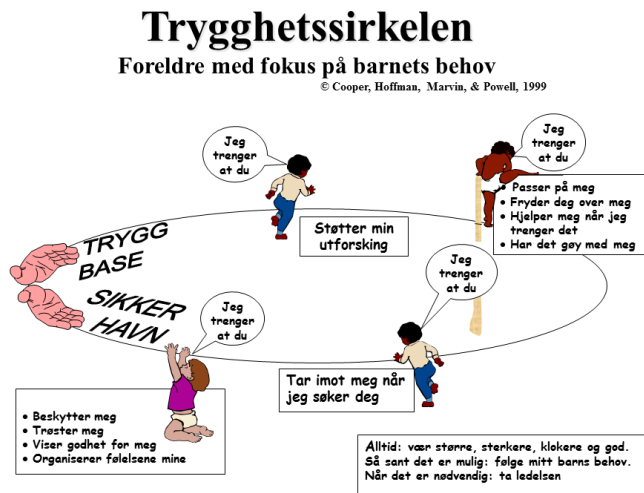 Trygghetssirkelen
Foreldre med fokus på barnets behov
© Cooper, Hoffman, Marvin, & Powell, 1999
Jeg
trenger
at du
Støtter min
utforsking
Jeg
trenger
at du
• Passer på meg
• Fryder deg over meg
• Hjelper meg når jeg
trenger det
• Har det gøy med meg
TRYGG
BASE
SIKKER
HAVN
Jeg
trenger
at du
Tar imot meg når
jeg søker deg
Jeg
trenger
at du
• Beskytter meg
• Trøster meg
• Viser godhet for meg
• Organiserer følelsene mine
Alltid: vær større, sterkere, klokere og god.
Så sant det er mulig: følge mitt barns behov.
Når det er nødvendig: ta ledelsen